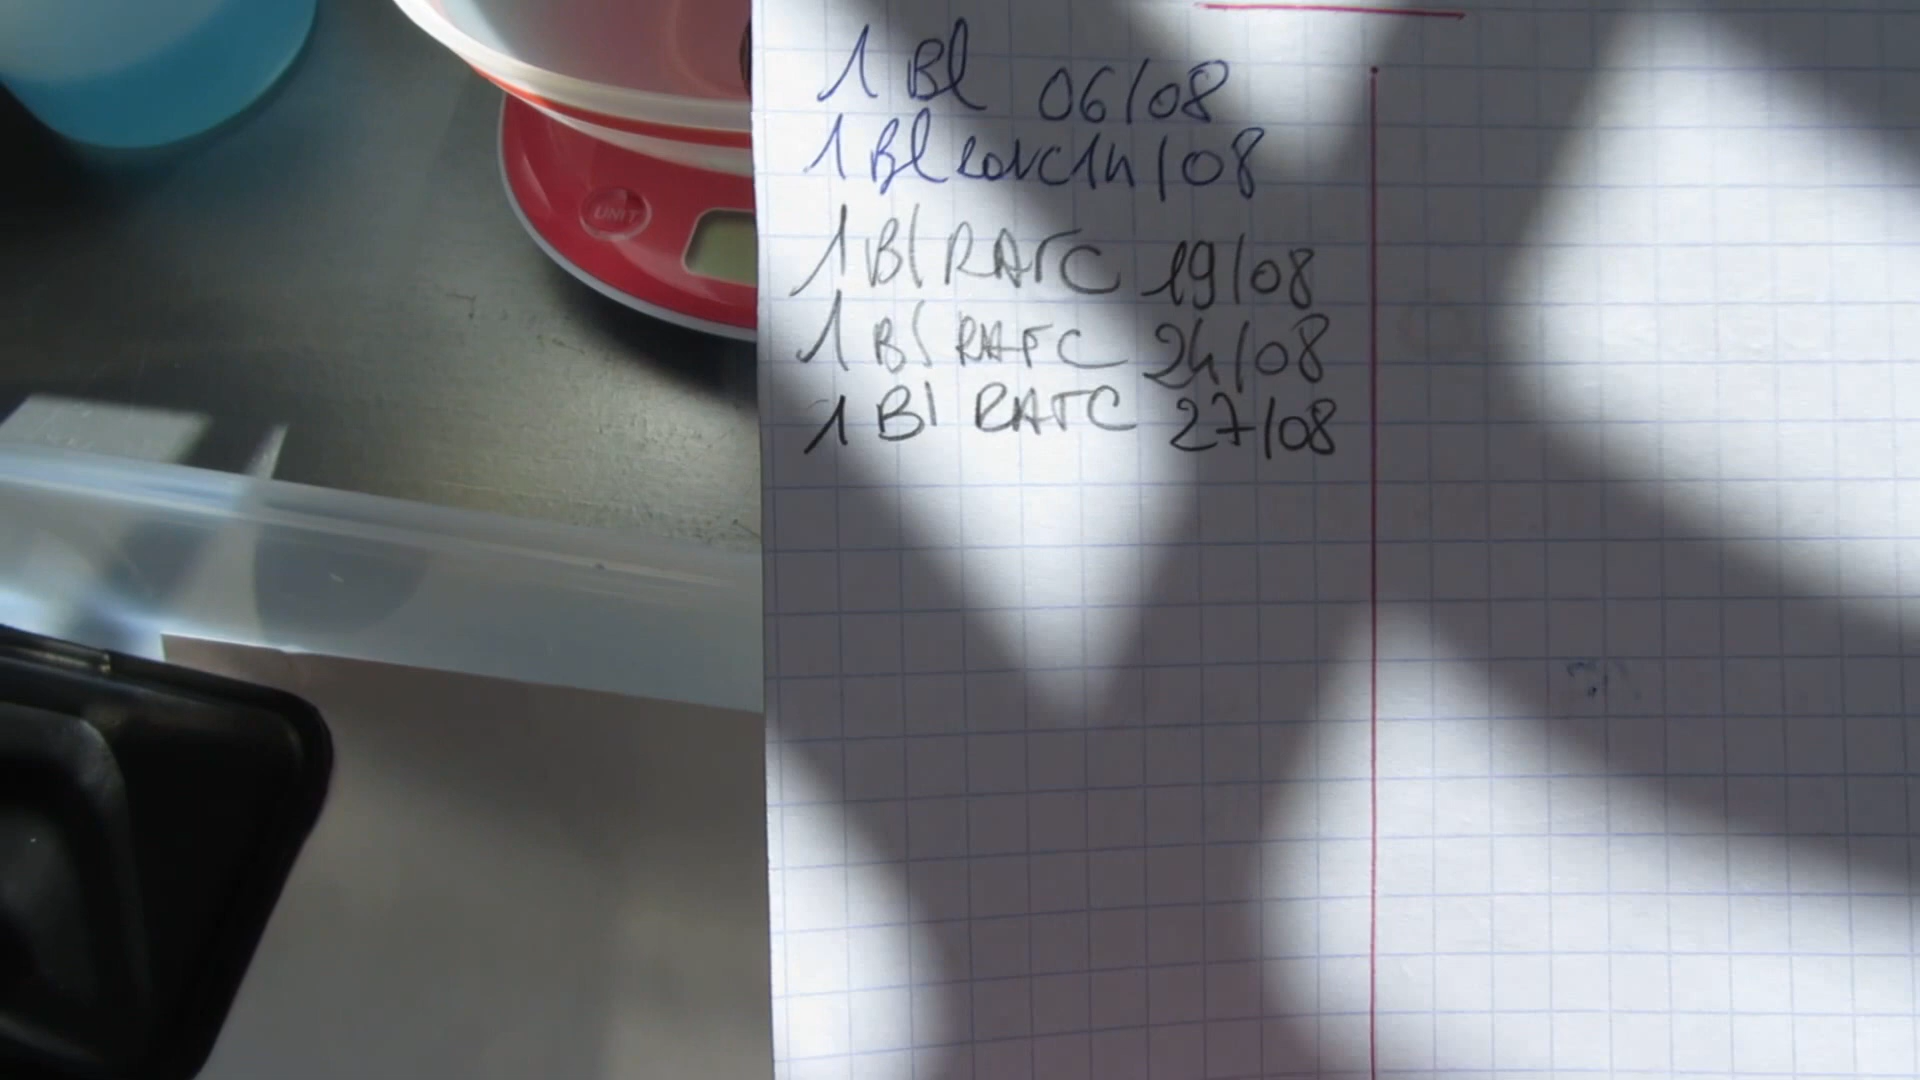 UNIT
1 Bl 06/08
1 Bl 14/08
1 Bl RATC 19/08
1 Bl RATC 24/08
1 Bl RATC 27/08